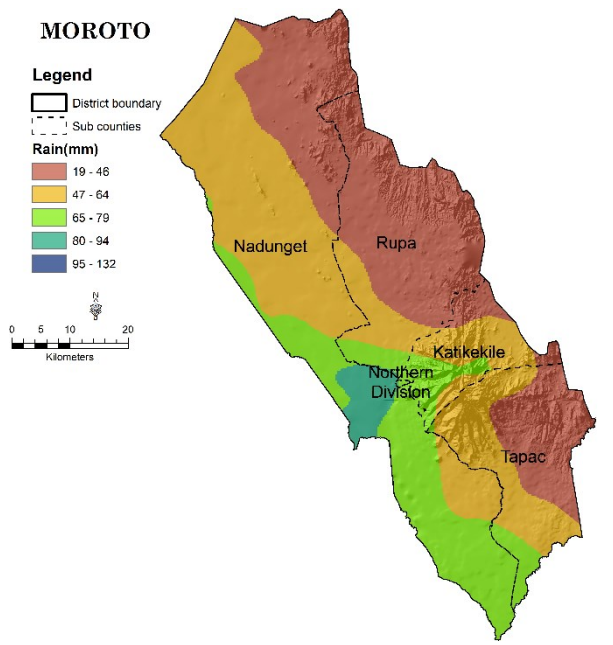 MOROTO
Legend
District boundary
Sub counties
Rain(mm)
19 - 46
47 - 64
65 - 79
80 - 94
95 - 132
N
0 5 10 20
Kilometers
Nadunget
Rupa
Katikekile
Northern
Division
Tapac